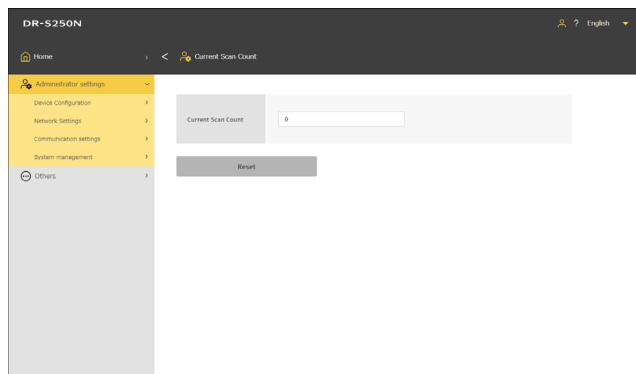 DR-S250N
? English
Home
Current Scan Count
Administrator settings
Device Configuration
Network Settings
Communication settings
System management
Others
Current Scan Count
0
Reset